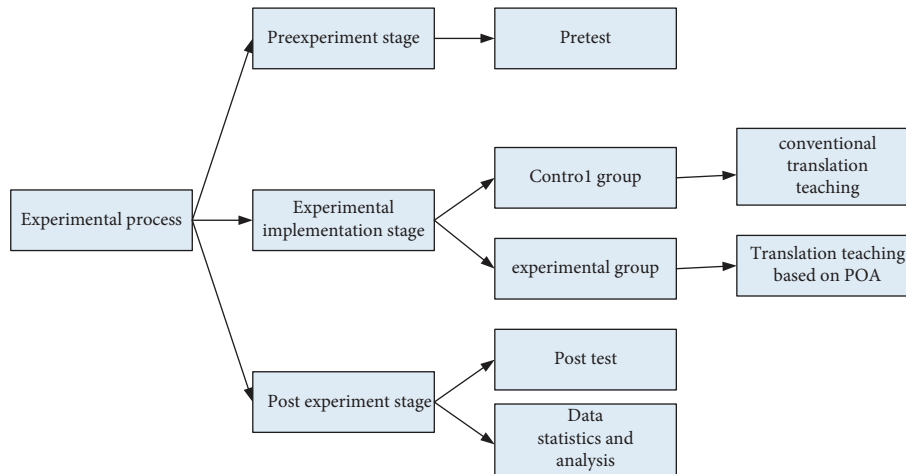 Preexperiment stage
Pretest
Experimental process
Experimental
implementation stage
Contro1 group
conventional
translation
teaching
experimental group
Translation teaching
based on POA
Post experiment stage
Post test
Data
statistics and
analysis